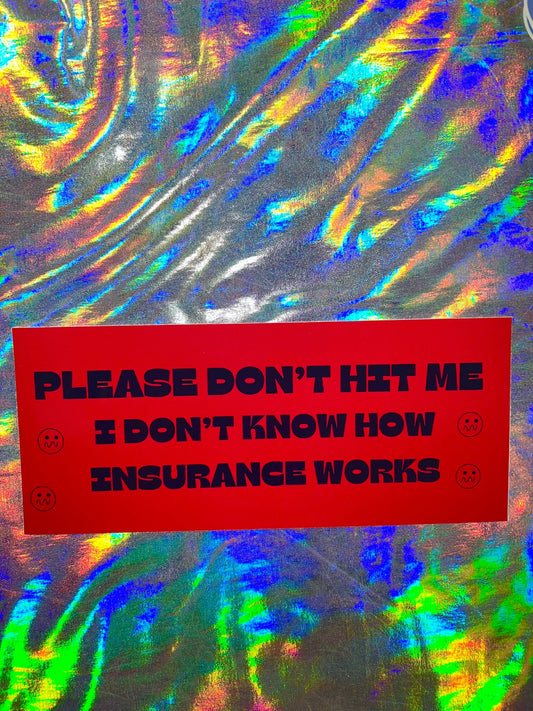 PLEASE DON'T HIT ME
I DON'T KNOW HOW
INSURANCE WORKS